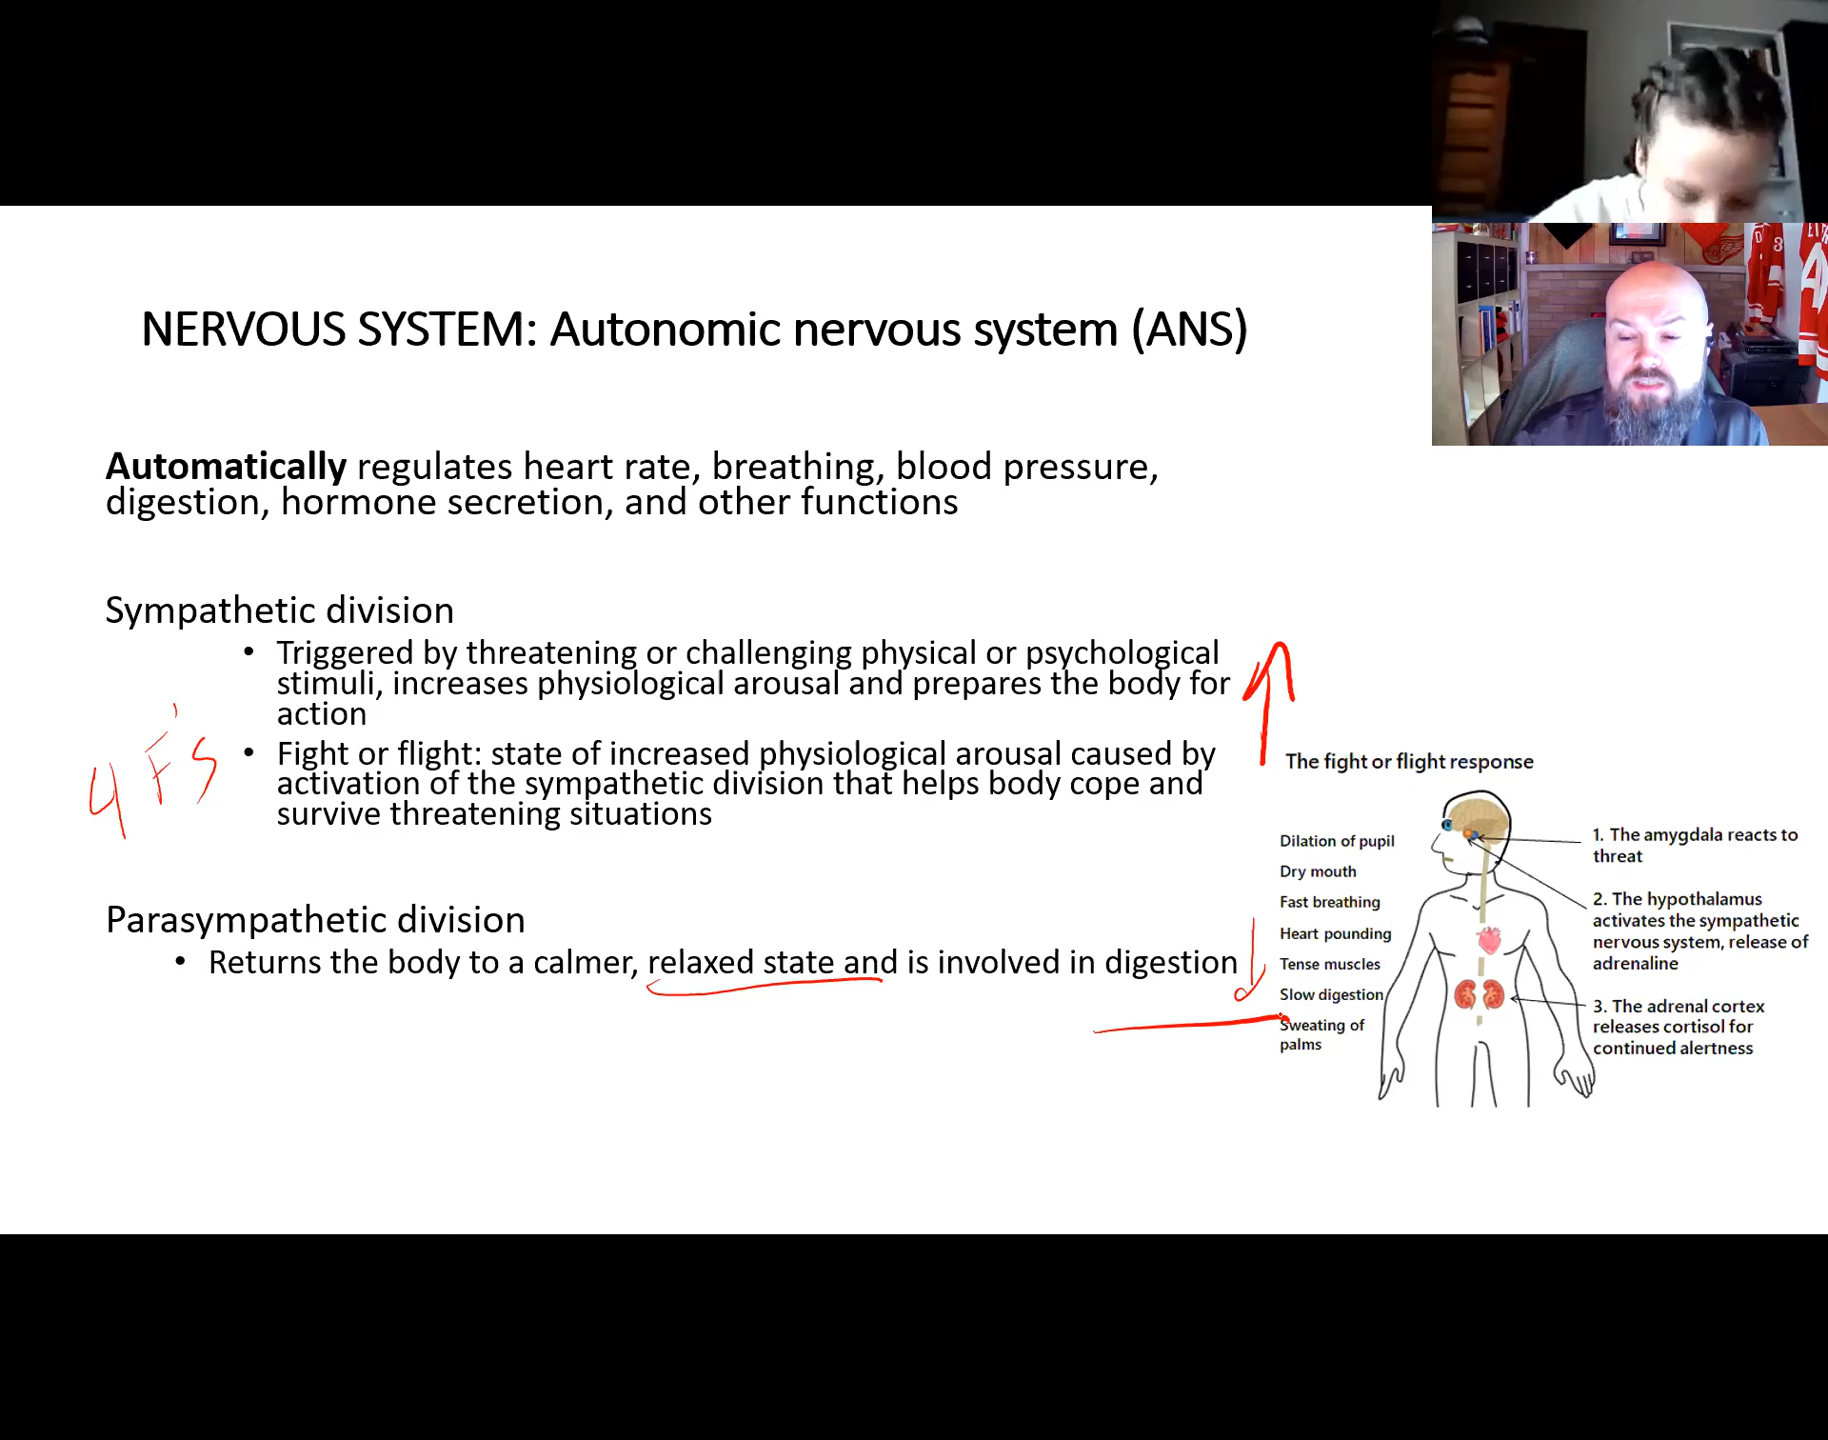 NERVOUS SYSTEM: Autonomic nervous system (ANS)
Automatically regulates heart rate, breathing, blood pressure,
digestion, hormone secretion, and other functions
Sympathetic division
• Triggered by threatening or challenging physical or psychological
stimuli, increases physiological arousal and prepares the body for
action
4 F's
• Fight or flight: state of increased physiological arousal caused by
activation of the sympathetic division that helps body cope and
survive threatening situations
Parasympathetic division
• Returns the body to a calmer, relaxed state and is involved in digestion
The fight or flight response
Dilation of pupil
Dry mouth
Fast breathing
Heart pounding
Tense muscles
Slow digestion
Sweating of
palms
1. The amygdala reacts to
threat
2. The hypothalamus
activates the sympathetic
nervous system, release of
adrenaline
3. The adrenal cortex
releases cortisol for
continued alertness